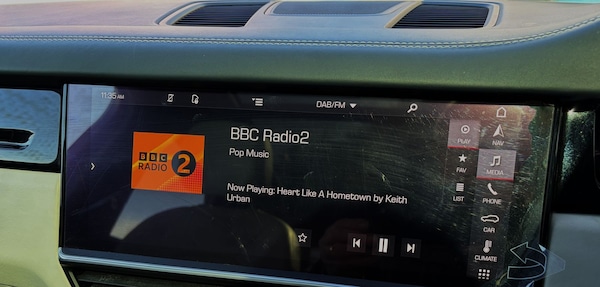 11:35 AM
DAB/FM
BBC
RADIO 2
BBC Radio2
Pop Music
Now Playing: Heart Like A Hometown by Keith
Urban
PLAY
NAV
FAV
MEDIA
LIST
PHONE
CAR
CLIMATE